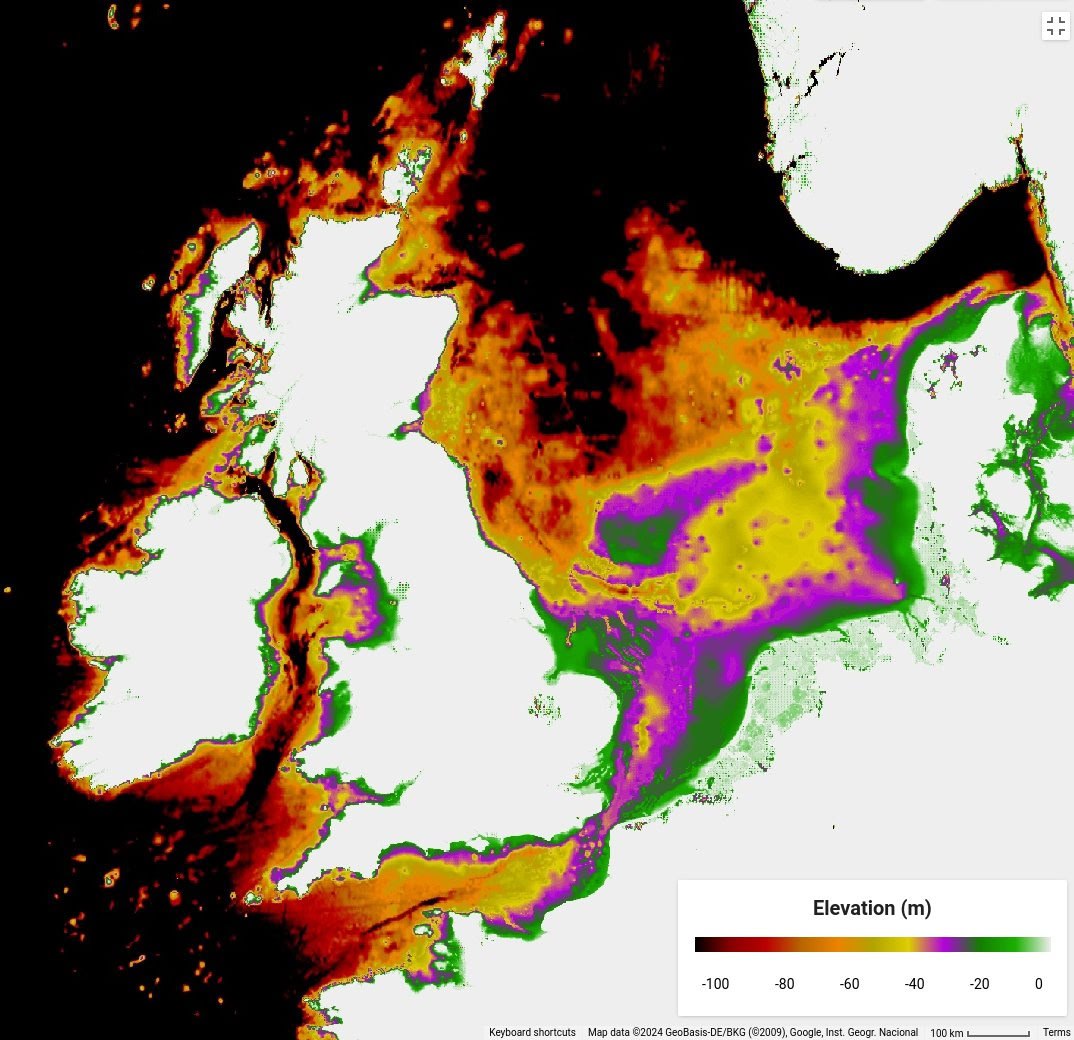 Elevation (m)
-100 -80 -60 -40 -20 0
Keyboard shortcuts Map data ©2024 GeoBasis-DE/BKG (©2009), Google, Inst. Geogr. Nacional 100 km Terms